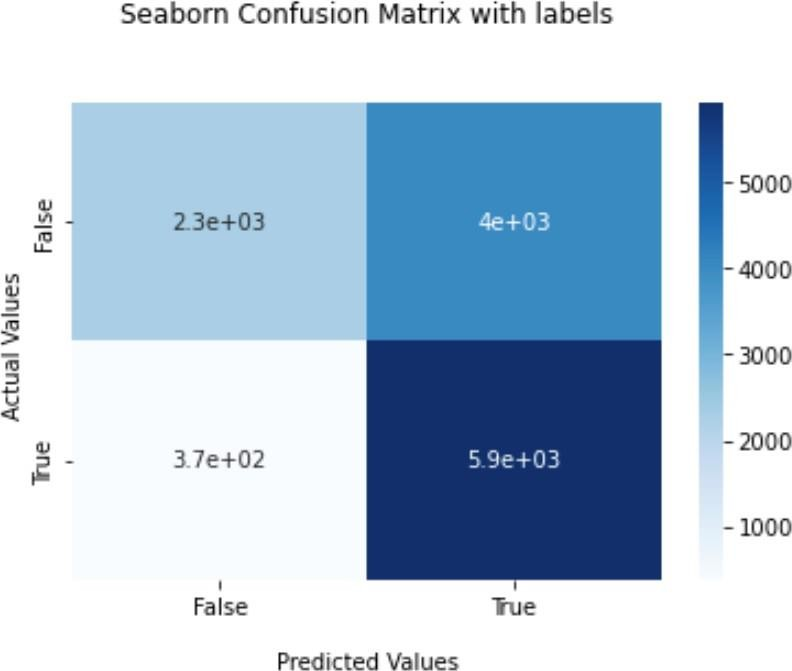 Seaborn Confusion Matrix with labels
Actual Values
False
True
2.3e+03
4e+03
3.7e+02
5.9e+03
5000
4000
3000
2000
1000
False
True
Predicted Values